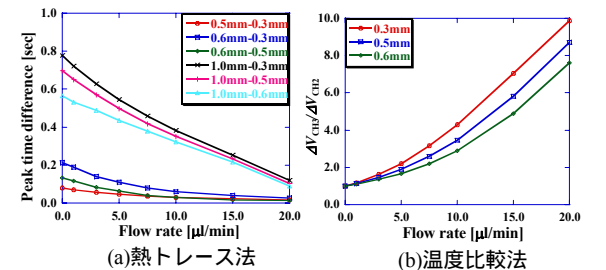 1.0
0.8
0.6
0.4
0.2
0.0
Peak time difference [sec]
0.5mm-0.3mm
0.6mm-0.3mm
0.6mm-0.5mm
1.0mm-0.3mm
1.0mm-0.5mm
1.0mm-0.6mm
0.0 5.0 10.0 15.0 20.0
Flow rate [μl/min]
(a)熱トレース法
10.0
8.0
6.0
4.0
2.0
0.0
ΔVCH3/ΔVCH2
0.3mm
0.5mm
0.6mm
0.0 5.0 10.0 15.0 20.0
Flow rate [μl/min]
(b)温度比較法